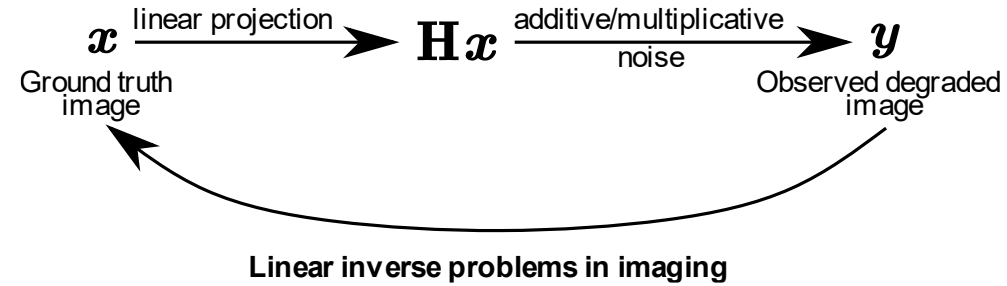 x linear projection Hx additive/multiplicative y
noise
Ground truth
image
Observed degraded
image
Linear inverse problems in imaging